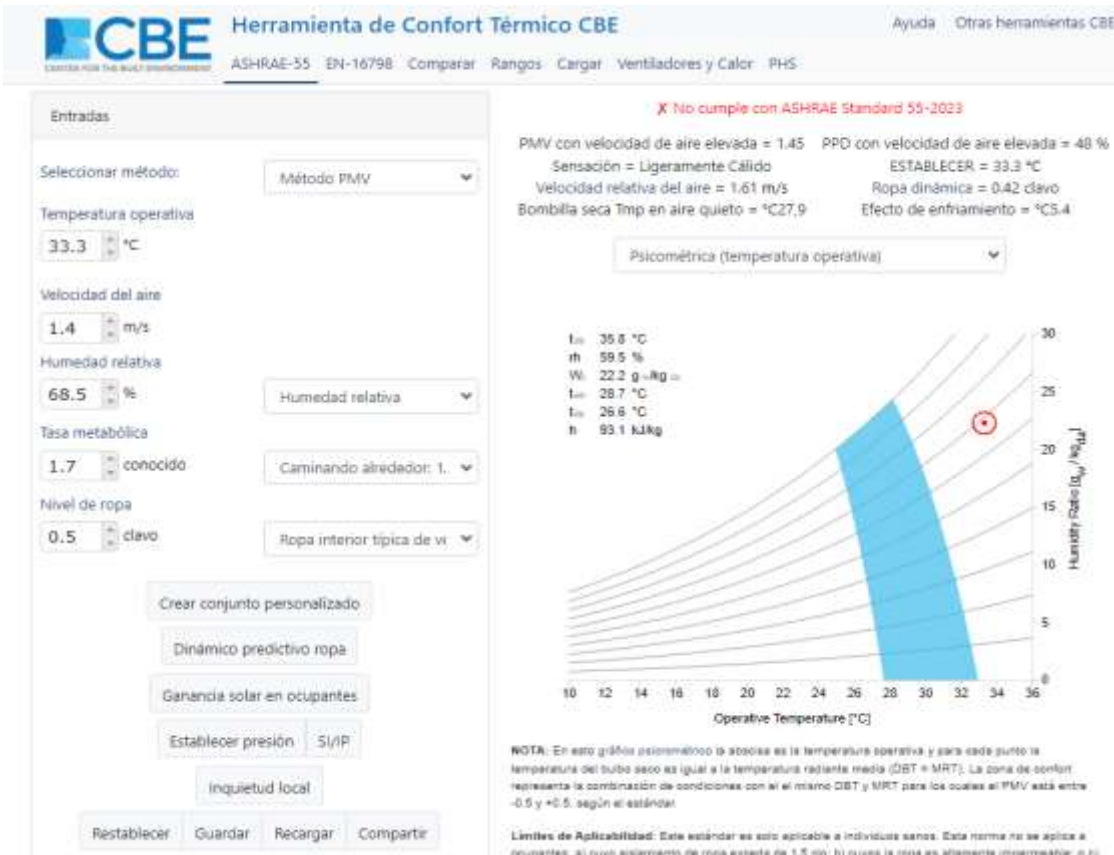 CBE
CENTER FOR THE BUILT ENVIRONMENT
Herramienta de Confort Térmico CBE
Ayuda Otras herramientas CBE
ASHRAE-55 EN-16798 Comparar Rangos Cargar Ventiladores y Calor PHS
Entradas
Seleccionar método:
Método PMV
Temperatura operativa
33.3 °C
Velocidad del aire
1.4 m/s
Humedad relativa
68.5 %
Humedad relativa
Tasa metabólica
1.7 conocido
Caminando alrededor: 1.
Nivel de ropa
0.5 clavo
Ropa interior típica de ve
Crear conjunto personalizado
Dinámico predictivo ropa
Ganancia solar en ocupantes
Establecer presión SI/IP
Inquietud local
Restablecer Guardar Recargar Compartir
✗ No cumple con ASHRAE Standard 55-2023
PMV con velocidad de aire elevada = 1.45 PPD con velocidad de aire elevada = 48 %
Sensación = Ligeramente Cálido ESTABLECER = 33.3 °C
Velocidad relativa del aire = 1.61 m/s Ropa dinámica = 0.42 clavo
Bombilla seca Tmp en aire quieto = °C27,9 Efecto de enfriamiento = °C5.4
Psicométrica (temperatura operativa)
35.8 °C
rh 59.5 %
22.2
28.7 °C
26.6 °C
h 93.1 kJ/kg
30
25
20
15
10
5
0
Humidity Ratio [gw/kgda]
10 12 14 16 18 20 22 24 26 28 30 32 34 36
Operative Temperature [°C]
NOTA: En esto gráfico psicrométrico la abscisa es la temperatura operativa y para cada punto la
temperatura del bulbo seco es igual a la temperatura radiante media (DBT = MRT). La zona de confort
representa la combinación de condiciones con el el mismo DBT y MRT para los cuales el PMV está entre
-0.5 y +0.5, según el estándar.
Límites de Aplicabilidad: Este estándar es solo aplicable a individuos sanos. Esta norma no se aplica a